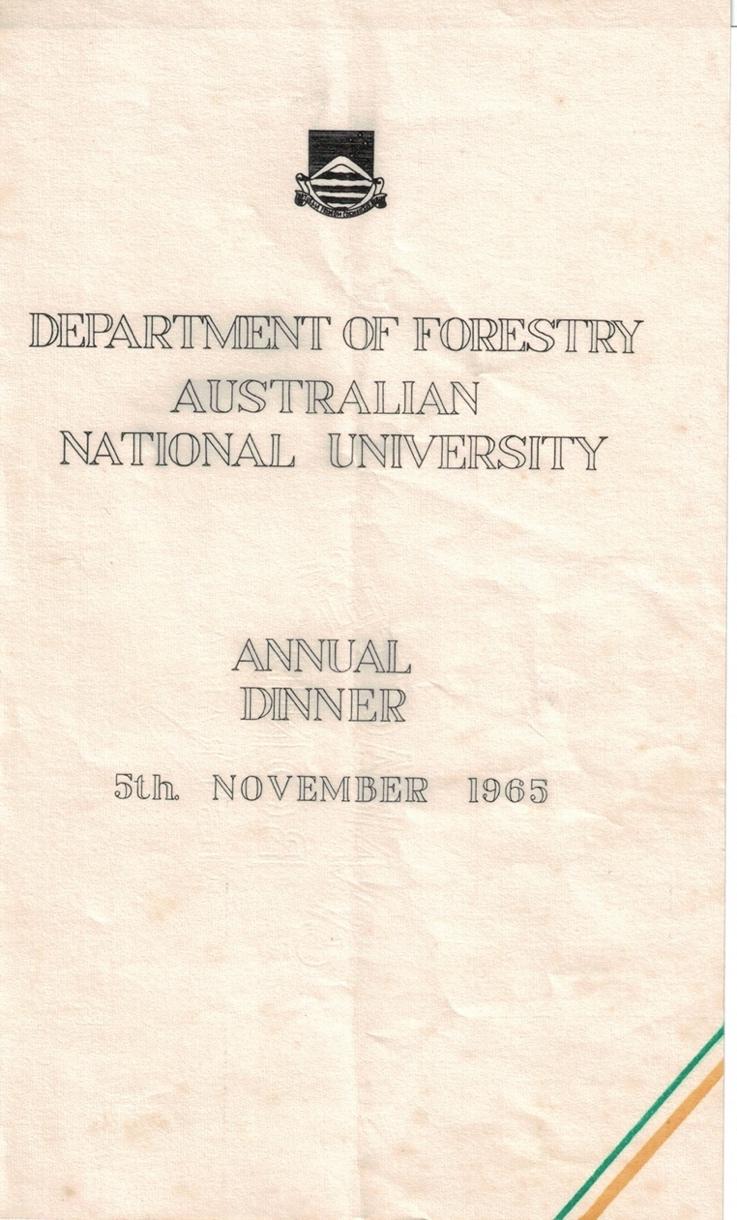 DEPARTMENT OF FORESTRY
AUSTRALIAN
NATIONAL UNIVERSITY
ANNUAL
DINNER
5th. NOVEMBER 1965